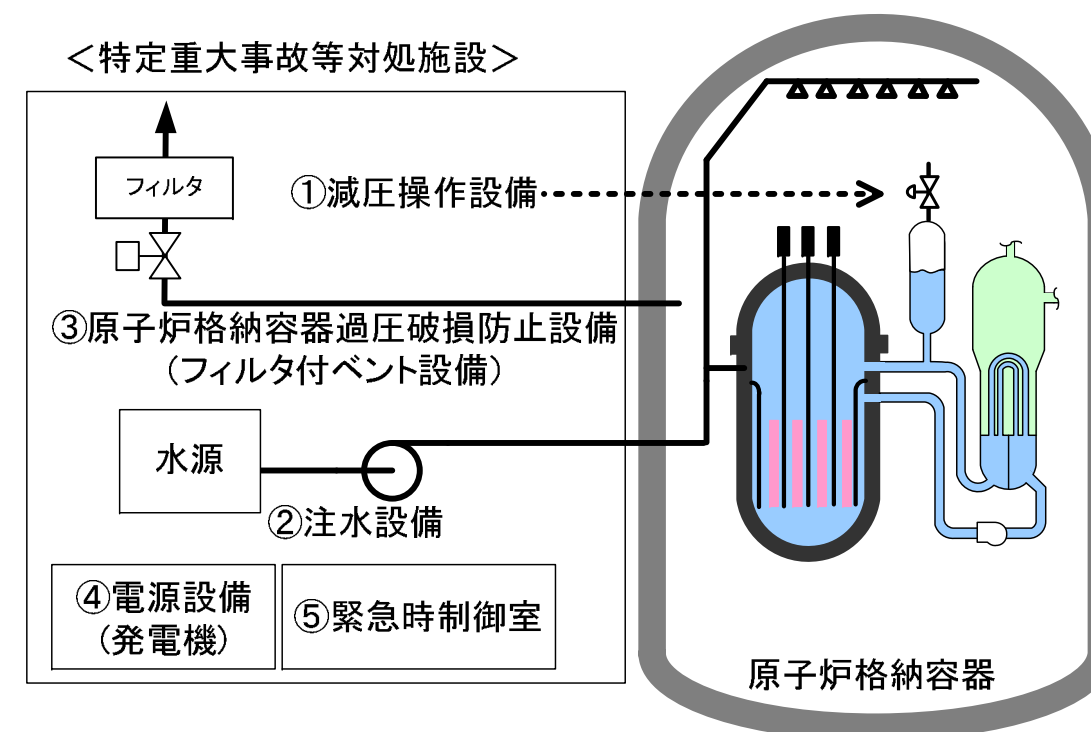 ＜特定重大事故等対処施設＞
フィルタ
①減圧操作設備
③原子炉格納容器過圧破損防止設備
（フィルタ付ベント設備）
水源
②注水設備
④電源設備
（発電機）
⑤緊急時制御室
原子炉格納容器